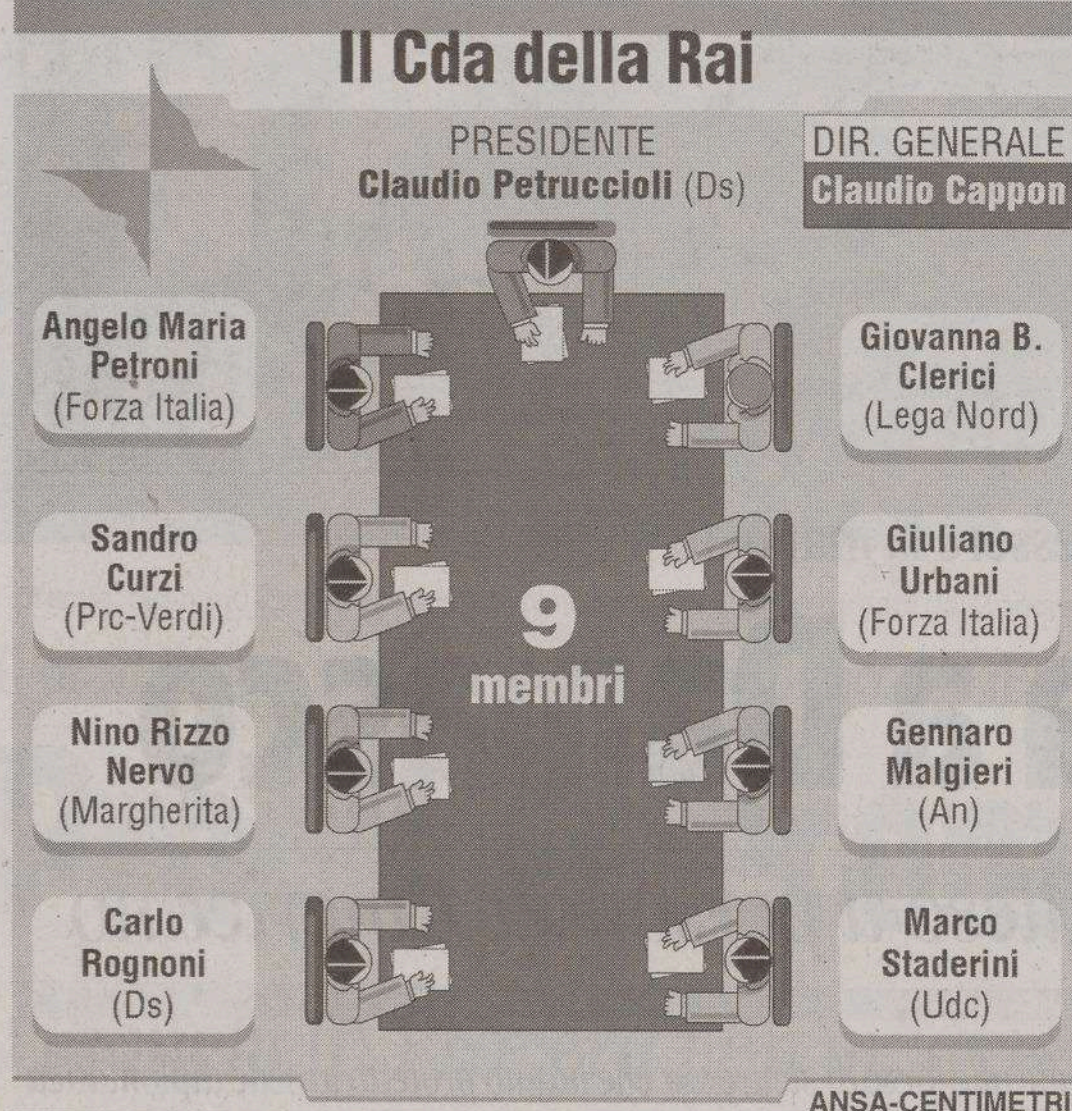 Il Cda della Rai
PRESIDENTE
Claudio Petruccioli (Ds)
DIR. GENERALE
Claudio Cappon
Angelo Maria
Petroni
(Forza Italia)
Giovanna B.
Clerici
(Lega Nord)
Sandro
Curzi
(Prc-Verdi)
Giuliano
Urbani
(Forza Italia)
9
membri
Nino Rizzo
Nervo
(Margherita)
Gennaro
Malgieri
(An)
Carlo
Rognoni
(Ds)
Marco
Staderini
(Udc)
ANSA-CENTIMETRI